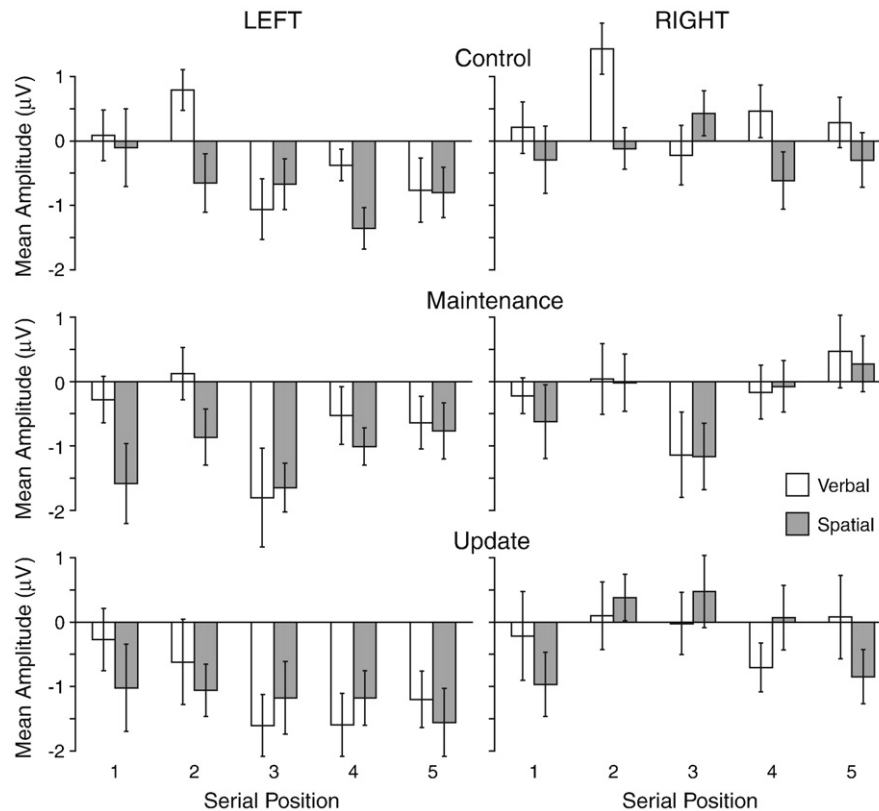 LEFT
RIGHT
Control
Mean Amplitude (µV)
1
0
-1
-2
Maintenance
Mean Amplitude (µV)
1
0
-1
-2
Verbal
Spatial
Update
Mean Amplitude (µV)
1
0
-1
-2
1 2 3 4 5
1 2 3 4 5
Serial Position
Serial Position